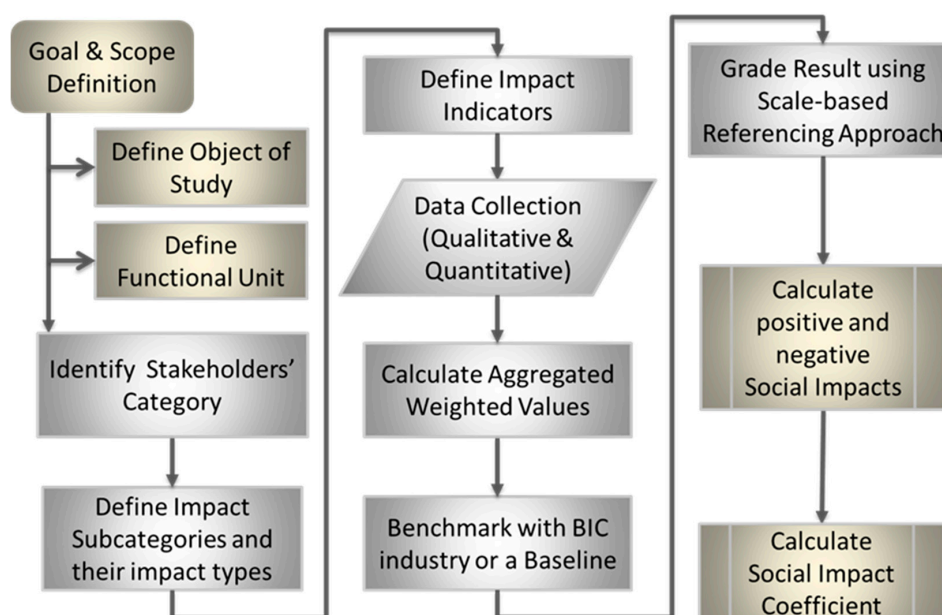 Goal & Scope
Definition
Define Object of
Study
Define
Functional Unit
Identify Stakeholders'
Category
Define Impact
Subcategories and
their impact types
Define Impact
Indicators
Data Collection
(Qualitative &
Quantitative)
Calculate Aggregated
Weighted Values
Benchmark with BIC
industry or a Baseline
Grade Result using
Scale-based
Referencing Approach
Calculate
positive and
negative
Social Impacts
Calculate
Social Impact
Coefficient